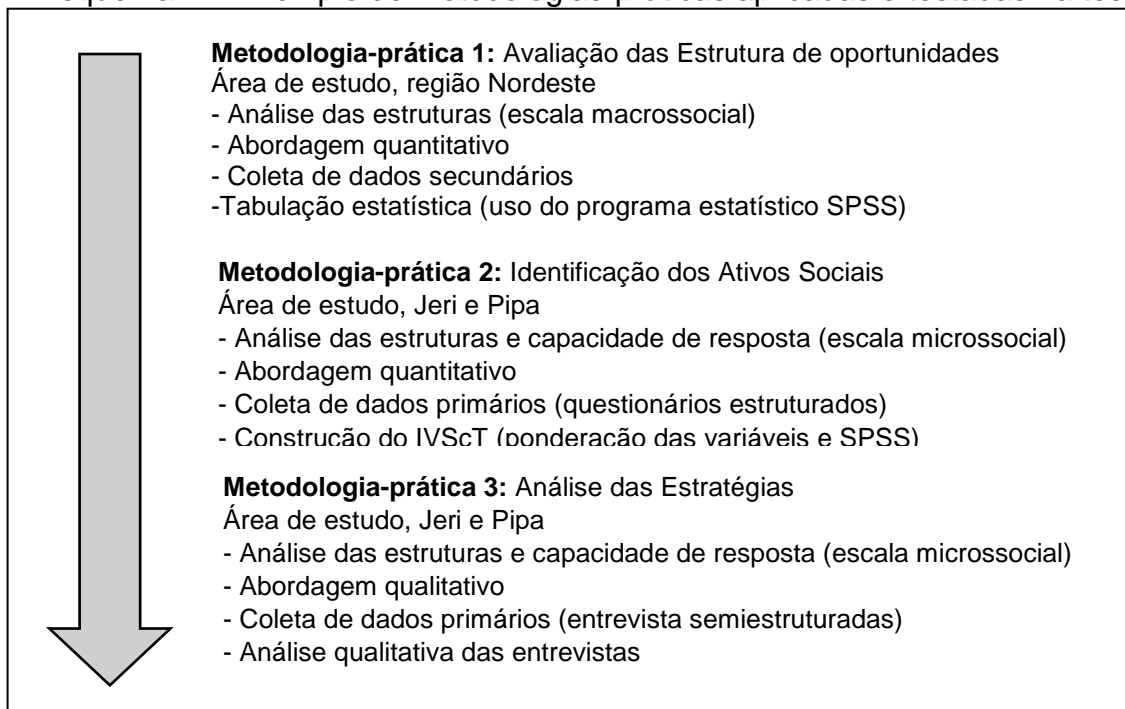 Metodologia-prática 1: Avaliação das Estrutura de oportunidades
Área de estudo, região Nordeste
- Análise das estruturas (escala macrossocial)
- Abordagem quantitativo
- Coleta de dados secundários
-Tabulação estatística (uso do programa estatístico SPSS)
Metodologia-prática 2: Identificação dos Ativos Sociais
Área de estudo, Jeri e Pipa
- Análise das estruturas e capacidade de resposta (escala microssocial)
- Abordagem quantitativo
- Coleta de dados primários (questionários estruturados)
- Construção do IVScT (ponderação das variáveis e SPSS)
Metodologia-prática 3: Análise das Estratégias
Área de estudo, Jeri e Pipa
- Análise das estruturas e capacidade de resposta (escala microssocial)
- Abordagem qualitativo
- Coleta de dados primários (entrevista semiestruturadas)
- Análise qualitativa das entrevistas